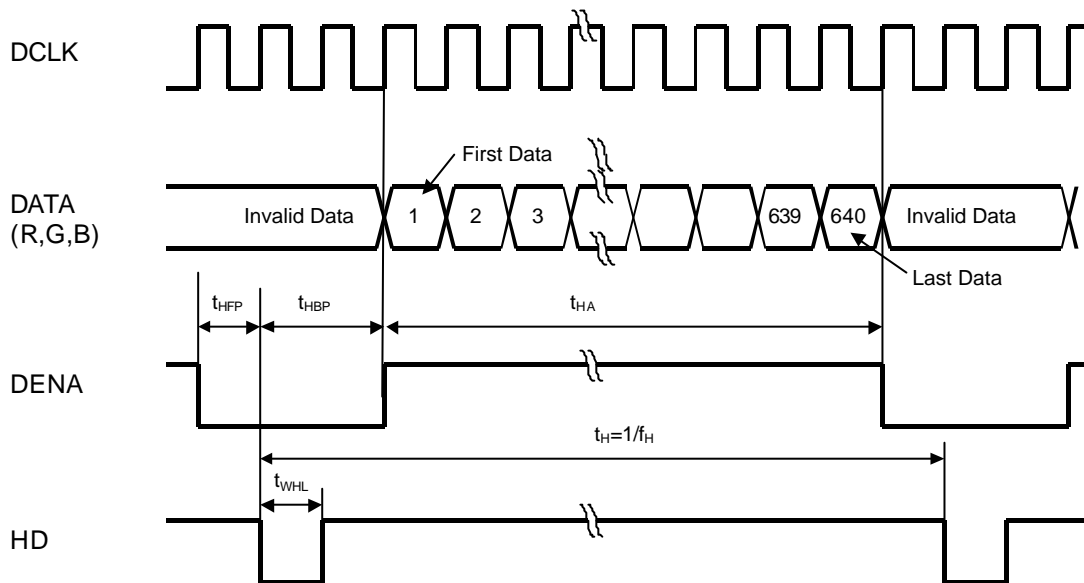 DCLK
First Data
DATA
(R,G,B)
Invalid Data
1
2
3
639
640
Invalid Data
Last Data
tHFP
tHBP
tHA
DENA
tH=1/fH
tWHL
HD